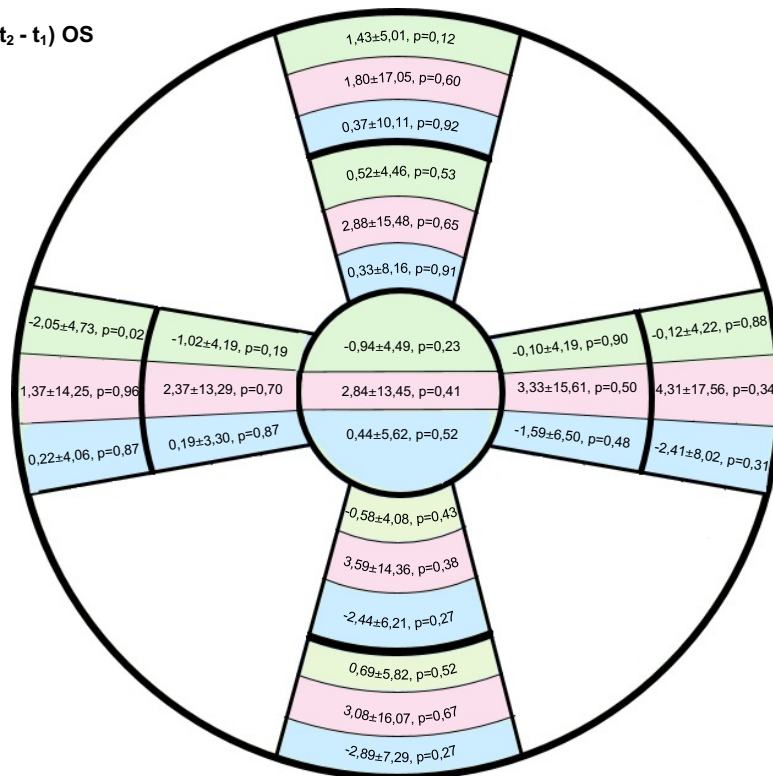 t₂ - t₁) OS
1,43±5,01, p=0,12
1,80±17,05, p=0,60
0,37±10,11, p=0,92
0,52±4,46, p=0,53
2,88±15,48, p=0,65
0,33±8,16, p=0,91
-2,05±4,73, p=0,02
1,37±14,25, p=0,96
0,22±4,06, p=0,87
-1,02±4,19, p=0,19
2,37±13,29, p=0,70
0,19±3,30, p=0,87
-0,94±4,49, p=0,23
2,84±13,45, p=0,41
0,44±5,62, p=0,52
-0,10±4,19, p=0,90
3,33±15,61, p=0,50
-1,59±6,50, p=0,48
-0,12±4,22, p=0,88
4,31±17,56, p=0,34
-2,41±8,02, p=0,31
-0,58±4,08, p=0,43
3,59±14,36, p=0,38
-2,44±6,21, p=0,27
0,69±5,82, p=0,52
3,08±16,07, p=0,67
-2,89±7,29, p=0,27